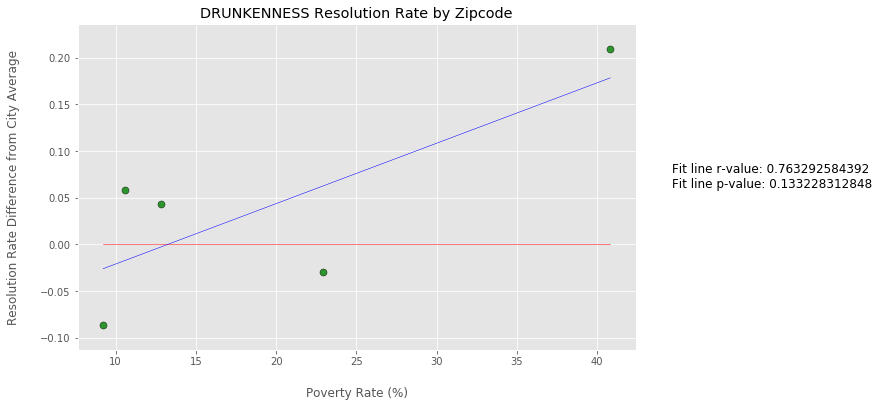 DRUNKENNESS Resolution Rate by Zipcode
Resolution Rate Difference from City Average
0.20
0.15
0.10
0.05
0.00
−0.05
−0.10
10
15
20
25
30
35
40
Poverty Rate (%)
Fit line r-value: 0.763292584392
Fit line p-value: 0.133228312848